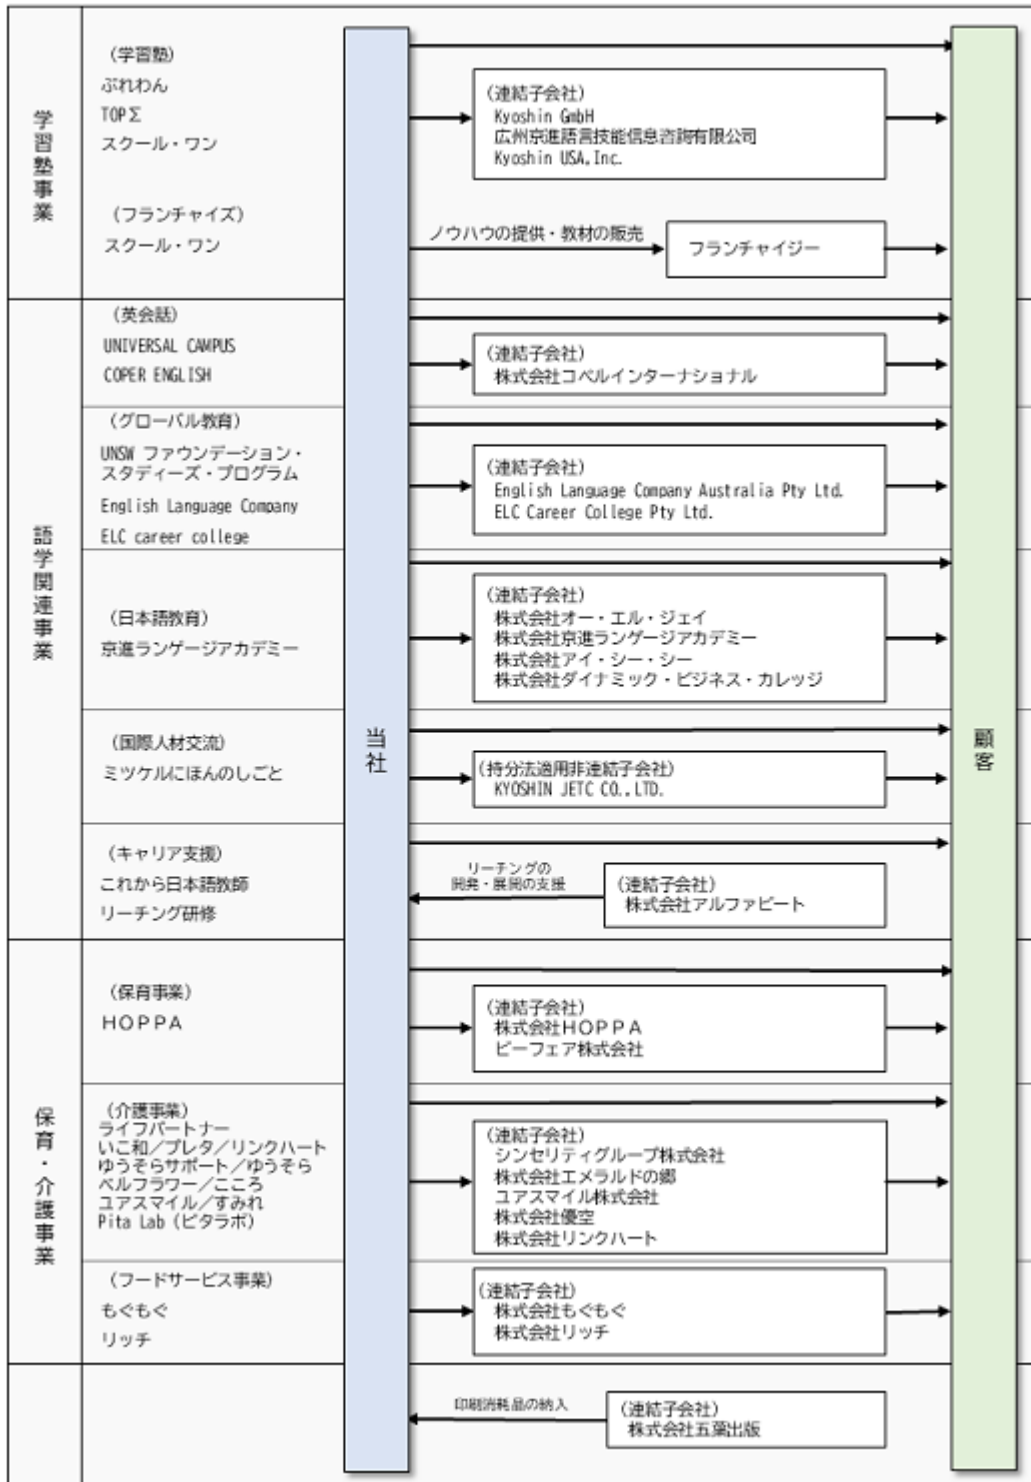 学習塾事業
（学習塾）
ぷれわん
TOPΣ
スクール・ワン
（連結子会社）
Kyoshin GmbH
広州京進語言技能信息咨詢有限公司
Kyoshin USA,Inc.
（フランチャイズ）
スクール・ワン
ノウハウの提供・教材の販売
フランチャイジー
語学関連事業
（英会話）
UNIVERSAL CAMPUS
COPER ENGLISH
（連結子会社）
株式会社コペルインターナショナル
（グローバル教育）
UNSW ファウンデーション・
スタディーズ・プログラム
English Language Company
ELC career college
（連結子会社）
English Language Company Australia Pty Ltd.
ELC Career College Pty Ltd.
（日本語教育）
京進ランゲージアカデミー
（連結子会社）
株式会社オー・エル・ジェイ
株式会社京進ランゲージアカデミー
株式会社アイ・シー・シー
株式会社ダイナミック・ビジネス・カレッジ
当社
顧客
（国際人材交流）
ミツケルにほんのしごと
（持分法適用非連結子会社）
KYOSHIN JETC CO.,LTD.
（キャリア支援）
これから日本語教師
リーチング研修
リーチングの
開発・展開の支援
（連結子会社）
株式会社アルファビート
保育・介護事業
（保育事業）
ＨＯＰＰＡ
（連結子会社）
株式会社ＨＯＰＰＡ
ビーフェア株式会社
（介護事業）
ライフパートナー
いこ和／プレタ／リンクハート
ゆうそらサポート／ゆうそら
ベルフラワー／こころ
ユアスマイル／すみれ
Pita Lab（ピタラボ）
（連結子会社）
シンセリティグループ株式会社
株式会社エメラルドの郷
ユアスマイル株式会社
株式会社優空
株式会社リンクハート
（フードサービス事業）
もぐもぐ
リッチ
（連結子会社）
株式会社もぐもぐ
株式会社リッチ
印刷消耗品の納入
（連結子会社）
株式会社五葉出版